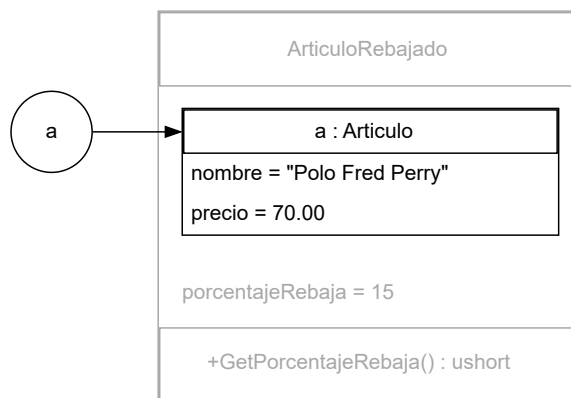 ArticuloRebajado
a
a : Articulo
nombre = "Polo Fred Perry"
precio = 70.00
porcentajeRebaja = 15
+GetPorcentajeRebaja() : ushort